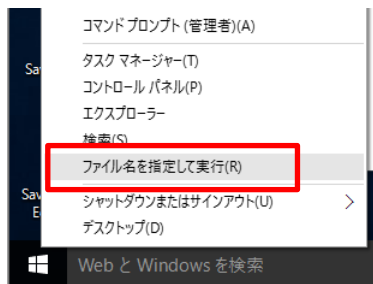 コマンド プロンプト (管理者)(A)
タスク マネージャー(T)
コントロール パネル(P)
エクスプローラー
検索(S)
ファイル名を指定して実行(R)
シャットダウンまたはサインアウト(U)
デスクトップ(D)
Web と Windows を検索